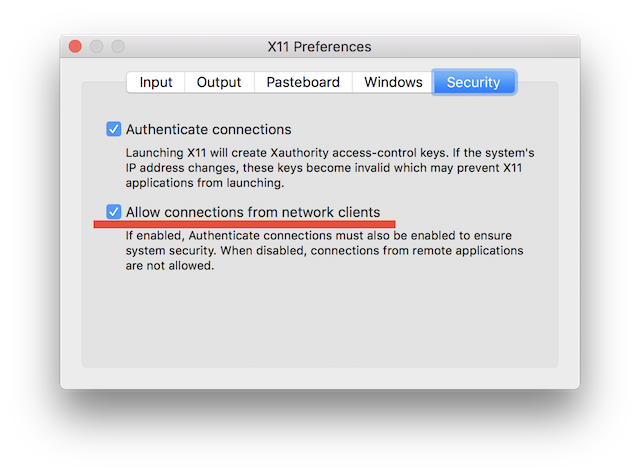 X11 Preferences
Input Output Pasteboard Windows Security
Authenticate connections
Launching X11 will create Xauthority access-control keys. If the system's
IP address changes, these keys become invalid which may prevent X11
applications from launching.
Allow connections from network clients
If enabled, Authenticate connections must also be enabled to ensure
system security. When disabled, connections from remote applications
are not allowed.